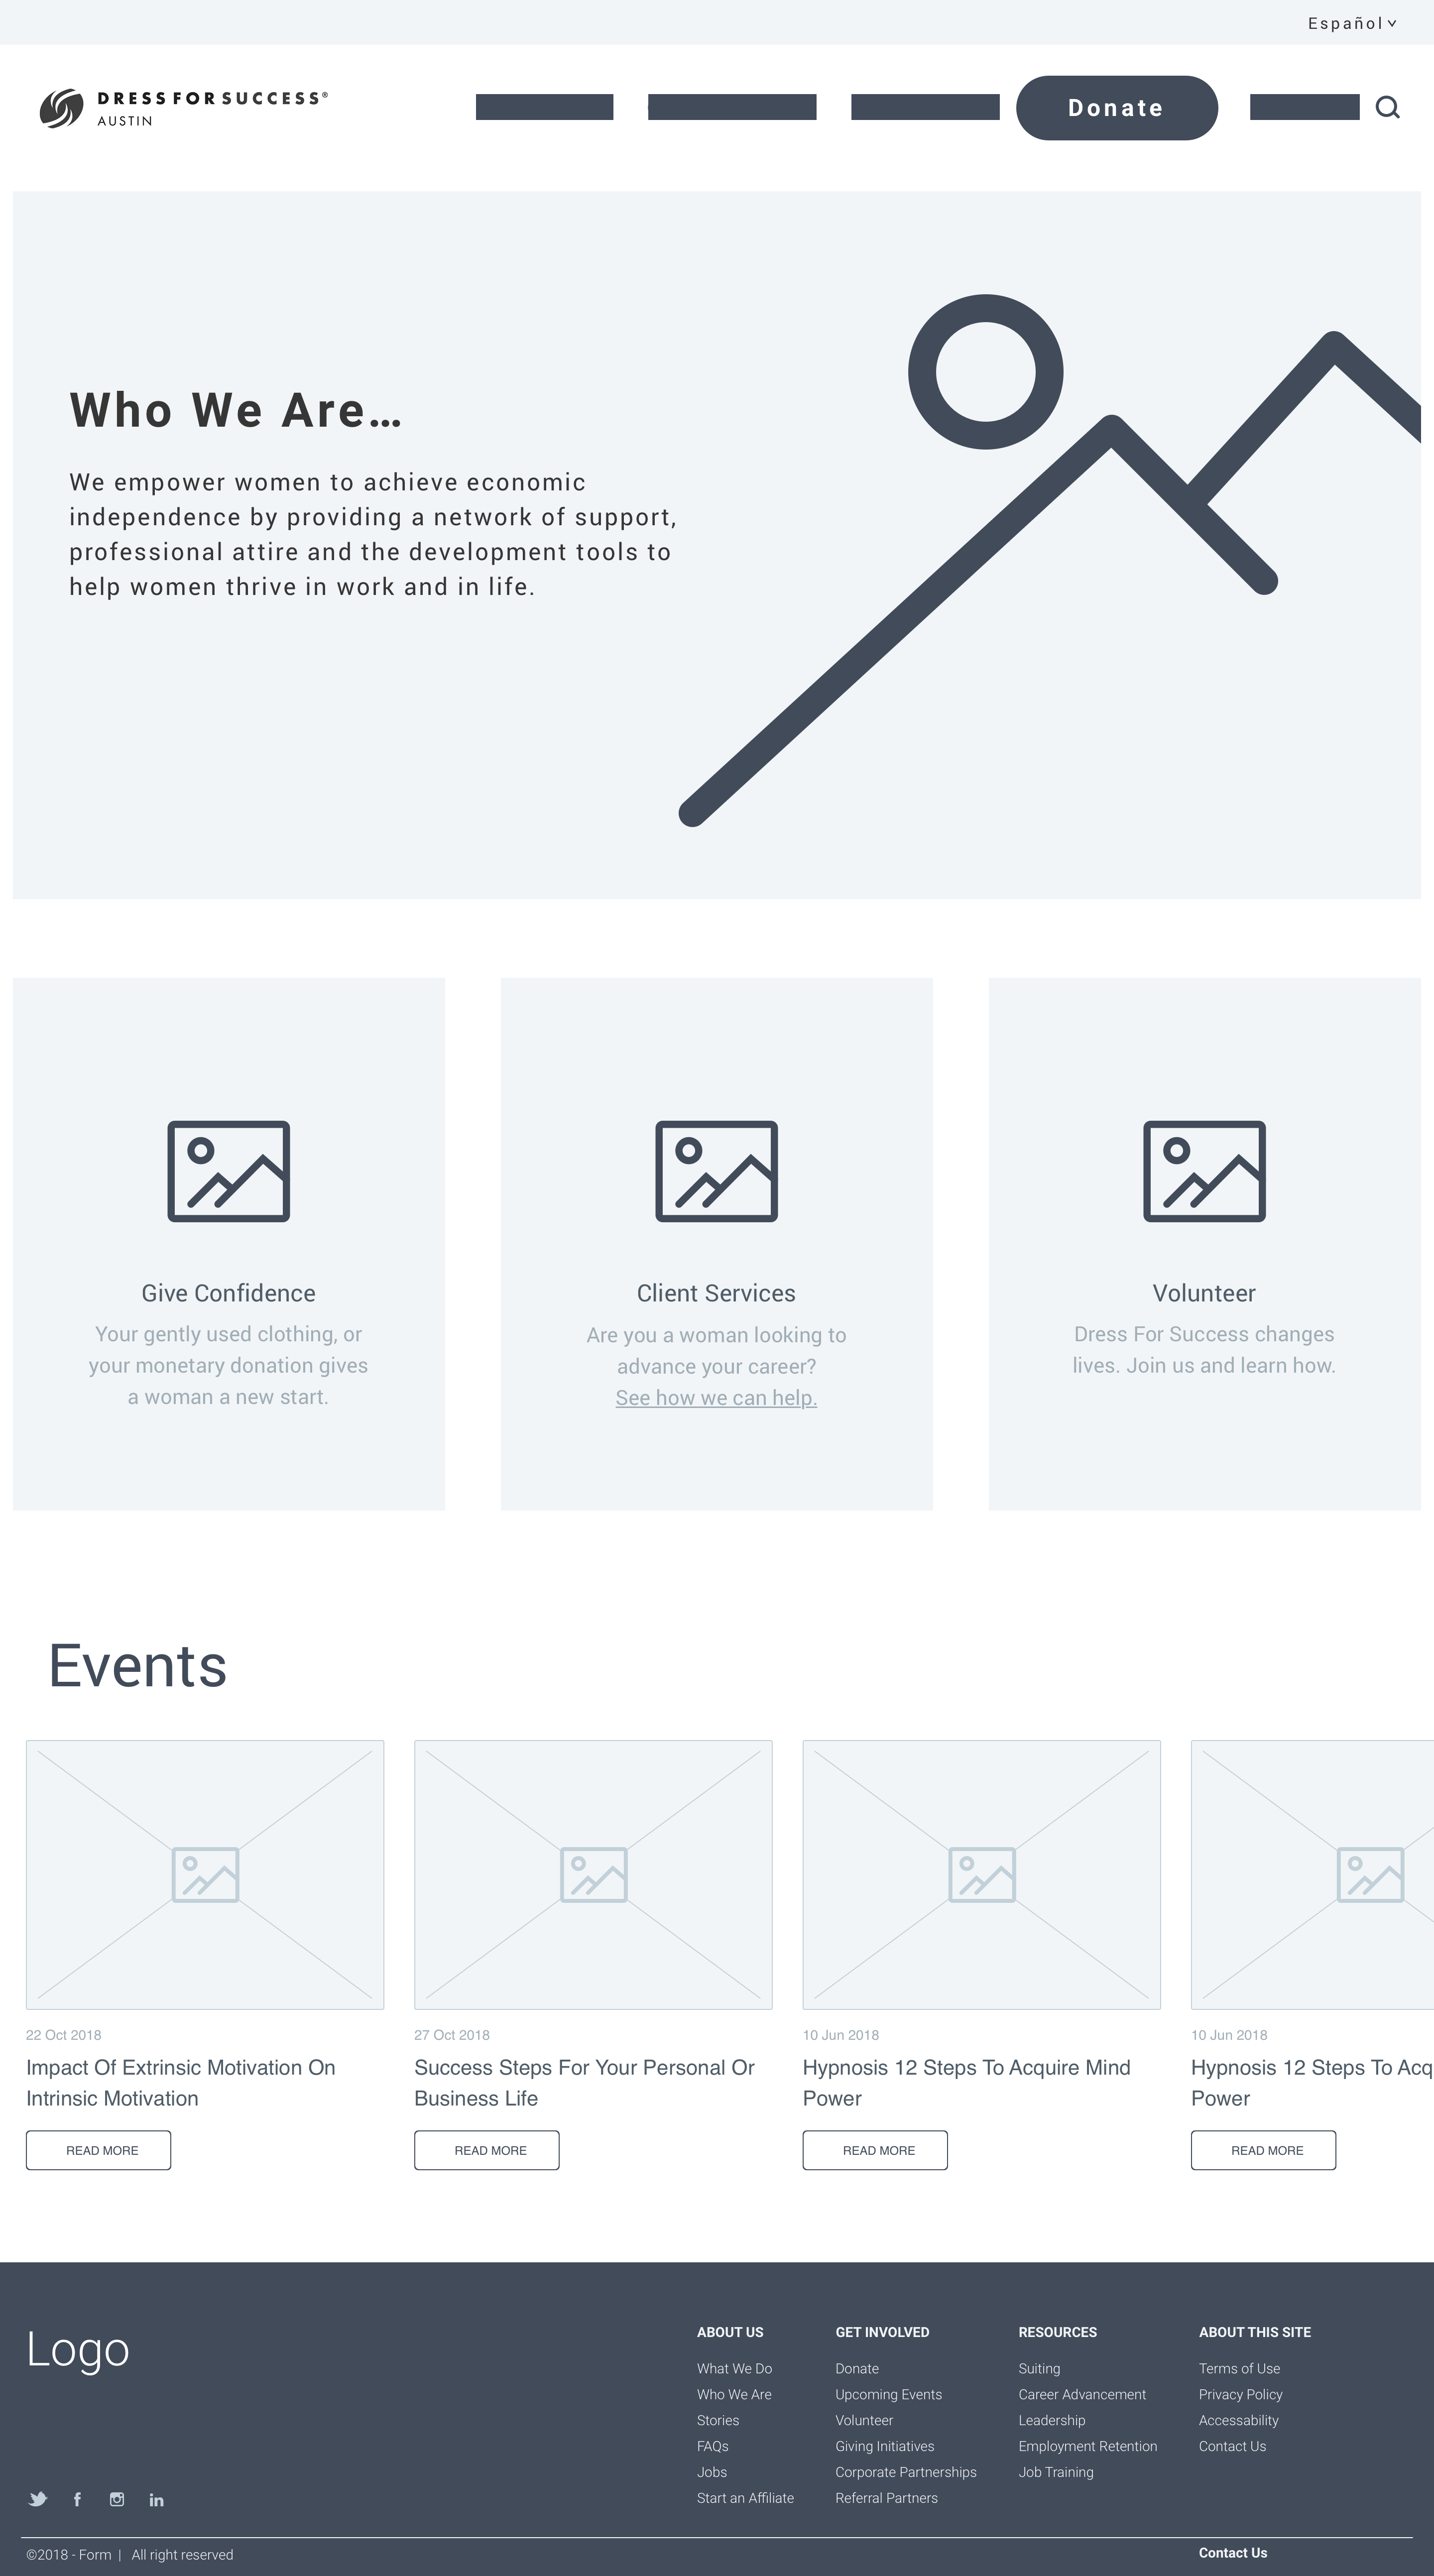 Español
DRESS FOR SUCCESS®
AUSTIN
Donate
Who We Are...
We empower women to achieve economic
independence by providing a network of support,
professional attire and the development tools to
help women thrive in work and in life.
Give Confidence
Your gently used clothing, or
your monetary donation gives
a woman a new start.
Client Services
Are you a woman looking to
advance your career?
See how we can help.
Volunteer
Dress For Success changes
lives. Join us and learn how.
Events
22 Oct 2018
Impact Of Extrinsic Motivation On
Intrinsic Motivation
READ MORE
27 Oct 2018
Success Steps For Your Personal Or
Business Life
READ MORE
10 Jun 2018
Hypnosis 12 Steps To Acquire Mind
Power
READ MORE
10 Jun 2018
Hypnosis 12 Steps To Acq
Power
READ MORE
Logo
ABOUT US
What We Do
Who We Are
Stories
FAQs
Jobs
Start an Affiliate
GET INVOLVED
Donate
Upcoming Events
Volunteer
Giving Initiatives
Corporate Partnerships
Referral Partners
RESOURCES
Suiting
Career Advancement
Leadership
Employment Retention
Job Training
ABOUT THIS SITE
Terms of Use
Privacy Policy
Accessability
Contact Us
©2018 - Form | All right reserved
Contact Us